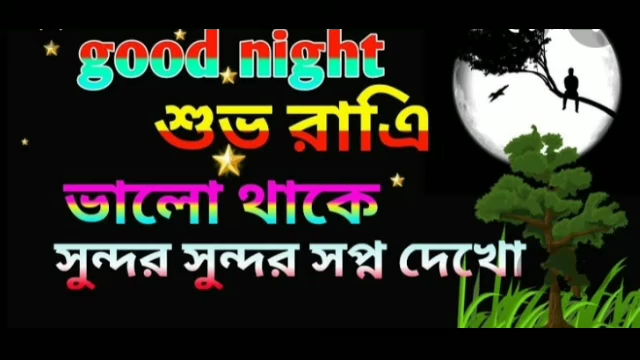 good night
শুভ রাত্রি
ভালো থাকে
সুন্দর সুন্দর সপ্ন দেখো